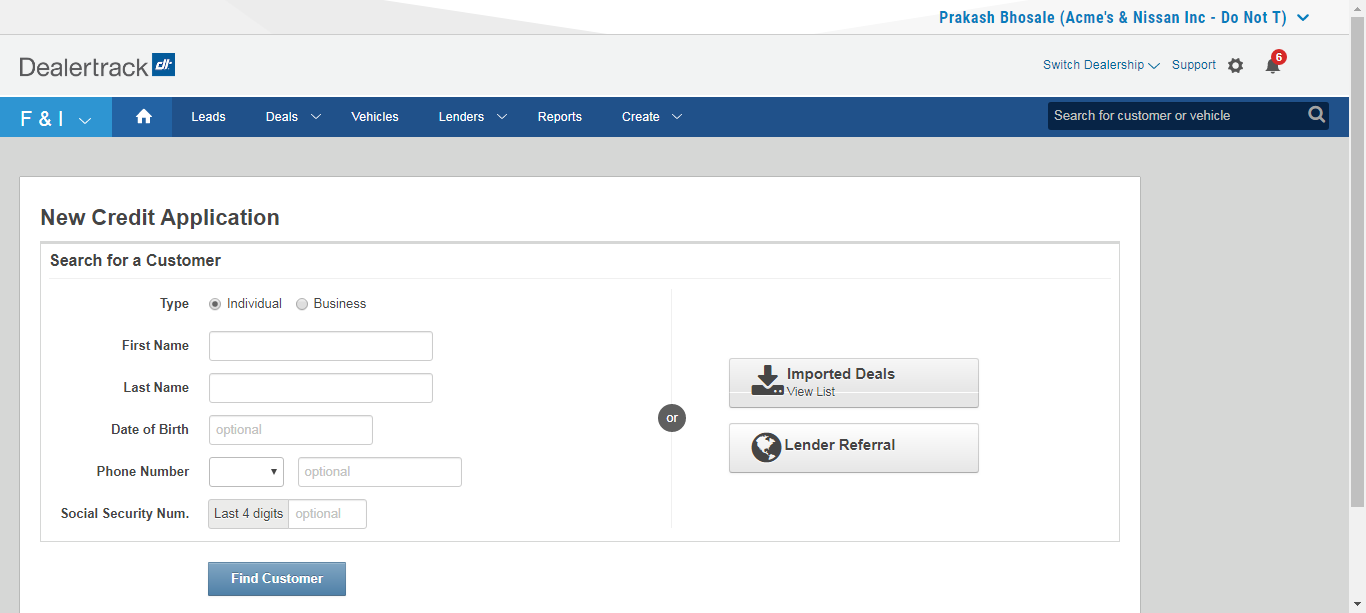 Prakash Bhosale (Acme's & Nissan Inc - Do Not T)
Dealertrack dt
Switch Dealership Support 6
F & I Leads Deals Vehicles Lenders Reports Create Search for customer or vehicle
New Credit Application
Search for a Customer
Type Individual Business
First Name
Last Name
Date of Birth optional
Phone Number optional
Social Security Num. Last 4 digits optional
or
Imported Deals
View List
Lender Referral
Find Customer